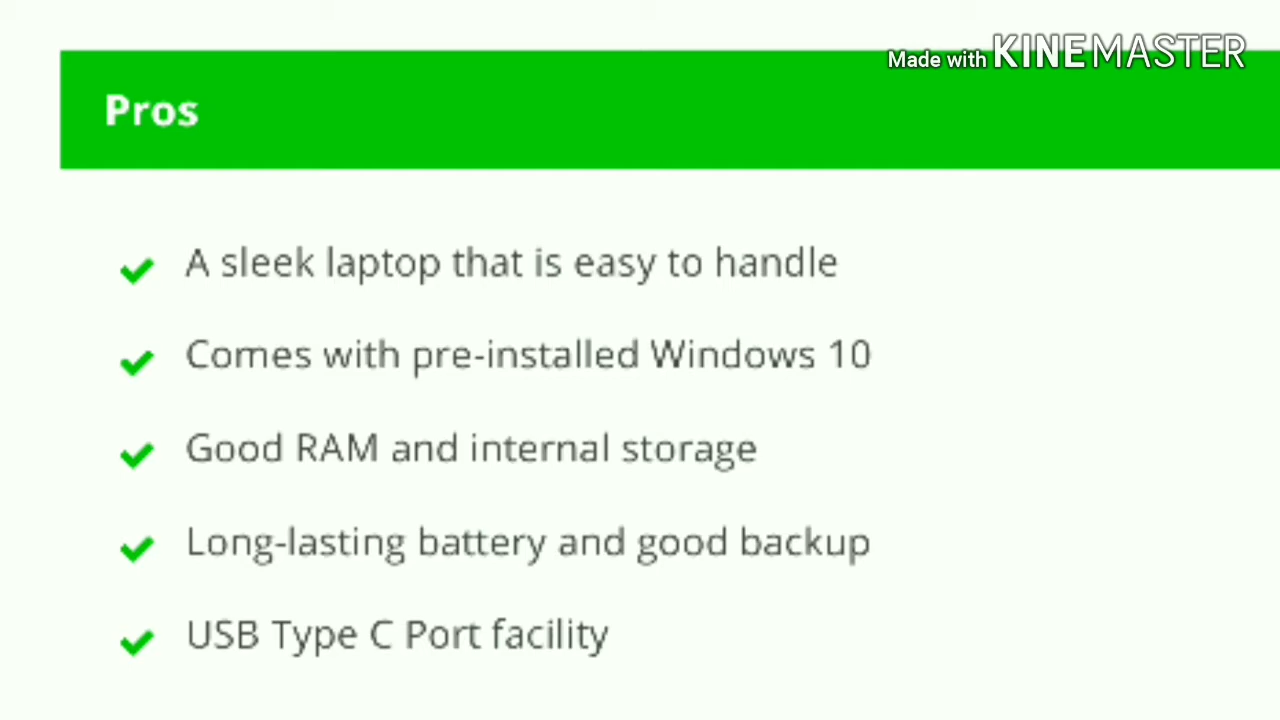 Made with KINEMASTER
Pros
A sleek laptop that is easy to handle
Comes with pre-installed Windows 10
Good RAM and internal storage
Long-lasting battery and good backup
USB Type C Port facility